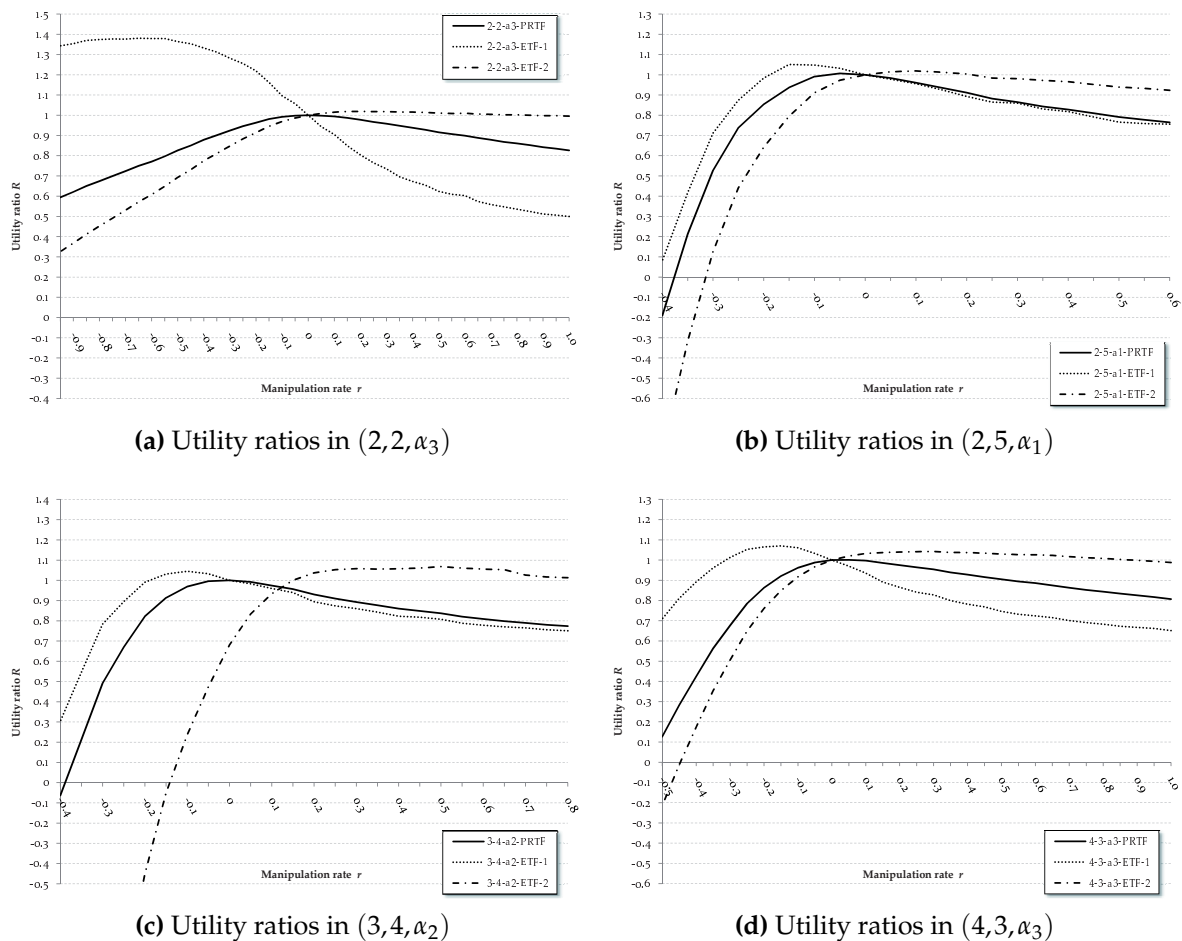 1.5
1.4
1.3
1.2
1.1
1
0.9
0.8
0.7
0.6
0.5
0.4
0.3
0.2
0.1
0
-0.1
-0.2
-0.3
-0.4
Utility ratio R
-0.9 -0.8 -0.7 -0.6 -0.5 -0.4 -0.3 -0.2 -0.1 0 0.1 0.2 0.3 0.4 0.5 0.6 0.7 0.8 0.9 1.0
Manipulation rate r
2-2-a3-PRTF
2-2-a3-ETF-1
2-2-a3-ETF-2
(a) Utility ratios in (2,2,α3)
1.3
1.2
1.1
1
0.9
0.8
0.7
0.6
0.5
0.4
0.3
0.2
0.1
0
-0.1
-0.2
-0.3
-0.4
-0.5
-0.6
Utility ratio R
-0.4 -0.3 -0.2 -0.1 0 0.1 0.2 0.3 0.4 0.5 0.6
Manipulation rate r
2-5-a1-PRTF
2-5-a1-ETF-1
2-5-a1-ETF-2
(b) Utility ratios in (2,5,α1)
1.4
1.3
1.2
1.1
1
0.9
0.8
0.7
0.6
0.5
0.4
0.3
0.2
0.1
0
-0.1
-0.2
-0.3
-0.4
-0.5
Utility ratio R
-0.4 -0.3 -0.2 -0.1 0 0.1 0.2 0.3 0.4 0.5 0.6 0.7 0.8
Manipulation rate r
3-4-a2-PRTF
3-4-a2-ETF-1
3-4-a2-ETF-2
(c) Utility ratios in (3,4,α2)
1.3
1.2
1.1
1
0.9
0.8
0.7
0.6
0.5
0.4
0.3
0.2
0.1
0
-0.1
-0.2
-0.3
-0.4
-0.5
-0.6
Utility ratio R
-0.5 -0.4 -0.3 -0.2 -0.1 0 0.1 0.2 0.3 0.4 0.5 0.6 0.7 0.8 0.9 1.0
Manipulation rate r
4-3-a3-PRTF
4-3-a3-ETF-1
4-3-a3-ETF-2
(d) Utility ratios in (4,3,α3)